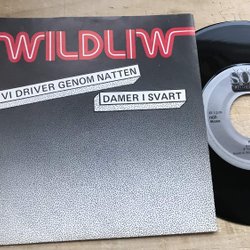 WILDLIW
VI DRIVER GENOM NATTEN
DAMER I SVART